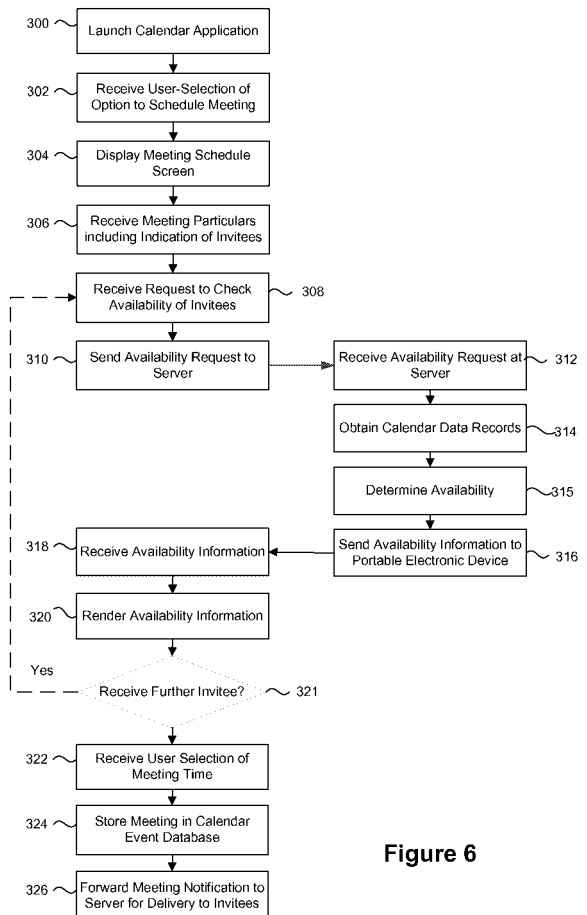 300
Launch Calendar Application
302
Receive User-Selection of
Option to Schedule Meeting
304
Display Meeting Schedule
Screen
306
Receive Meeting Particulars
including Indication of Invitees
Receive Request to Check
Availability of Invitees
308
310
Send Availability Request to
Server
Receive Availability Request at
Server
312
Obtain Calendar Data Records
314
Determine Availability
315
318
Receive Availability Information
Send Availability Information to
Portable Electronic Device
316
320
Render Availability Information
Yes
Receive Further Invitee?
321
322
Receive User Selection of
Meeting Time
324
Store Meeting in Calendar
Event Database
Figure 6
326
Forward Meeting Notification to
Server for Delivery to Invitees